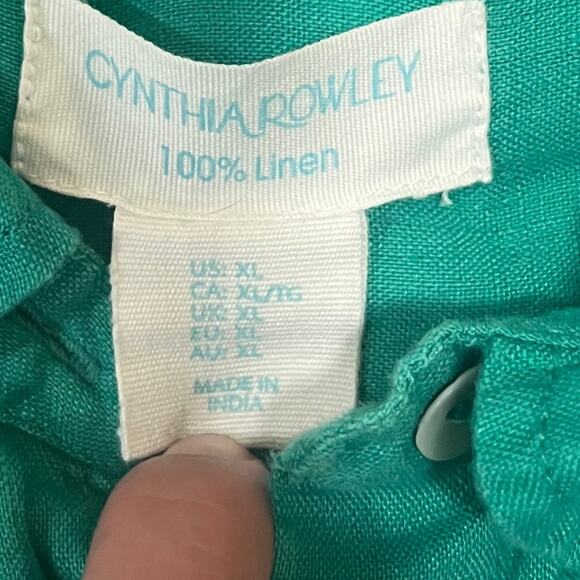 CYNTHIA ROWLEY
100% Linen
US: XL
CA: XL/TG
UK: XL
EU: XL
AU: XL
MADE IN
INDIA